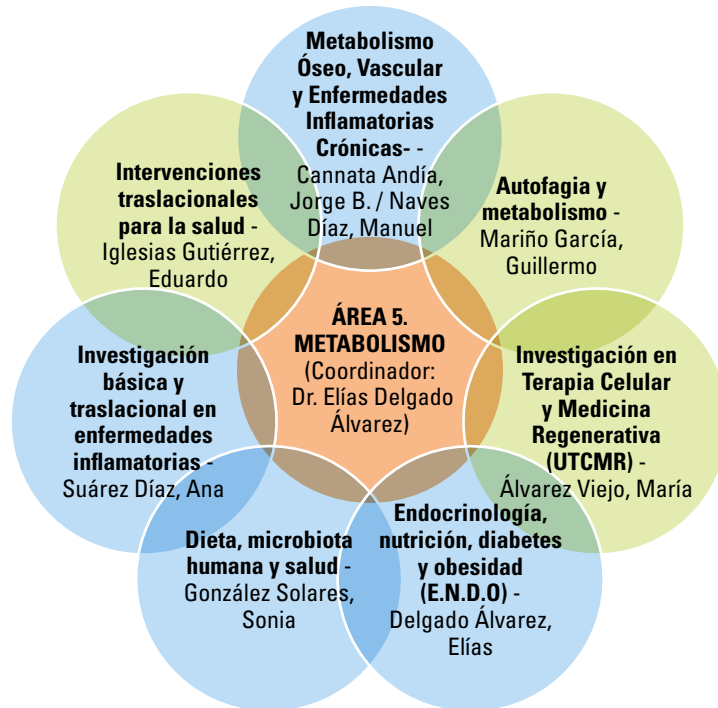 Metabolismo
Óseo, Vascular
y Enfermedades
Inflamatorias
Crónicas- -
Cannata Andía,
Jorge B. / Naves
Díaz, Manuel
Autofagia y
metabolismo -
Mariño García,
Guillermo
Investigación en
Terapia Celular
y Medicina
Regenerativa
(UTCMR) -
Álvarez Viejo, María
Endocrinología,
nutrición, diabetes
y obesidad
(E.N.D.O) -
Delgado Álvarez,
Elías
Dieta, microbiota
humana y salud -
González Solares,
Sonia
Investigación
básica y
traslacional en
enfermedades
inflamatorias -
Suárez Díaz, Ana
Intervenciones
traslacionales
para la salud -
Iglesias Gutiérrez,
Eduardo
ÁREA 5.
METABOLISMO
(Coordinador:
Dr. Elías Delgado
Álvarez)